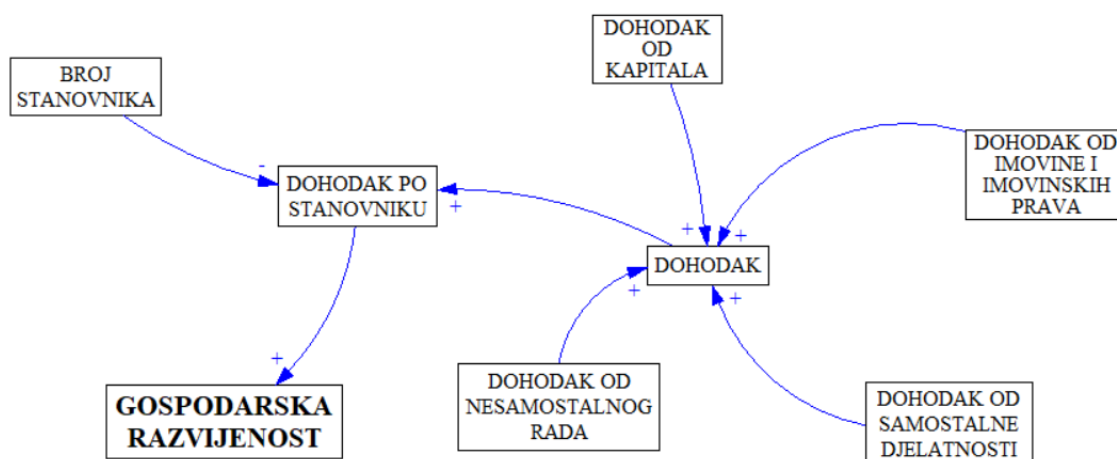 DOHODAK
OD
KAPITALA
BROJ
STANOVNIKA
DOHODAK OD
IMOVINE I
IMOVINSKIH
PRAVA
-
DOHODAK PO
STANOVNIKU
+
+
+
DOHODAK
+
+
+
DOHODAK OD
NESAMOSTALNOG
RADA
GOSPODARSKA
RAZVIJENOST
DOHODAK OD
SAMOSTALNE
DJELATNOSTI